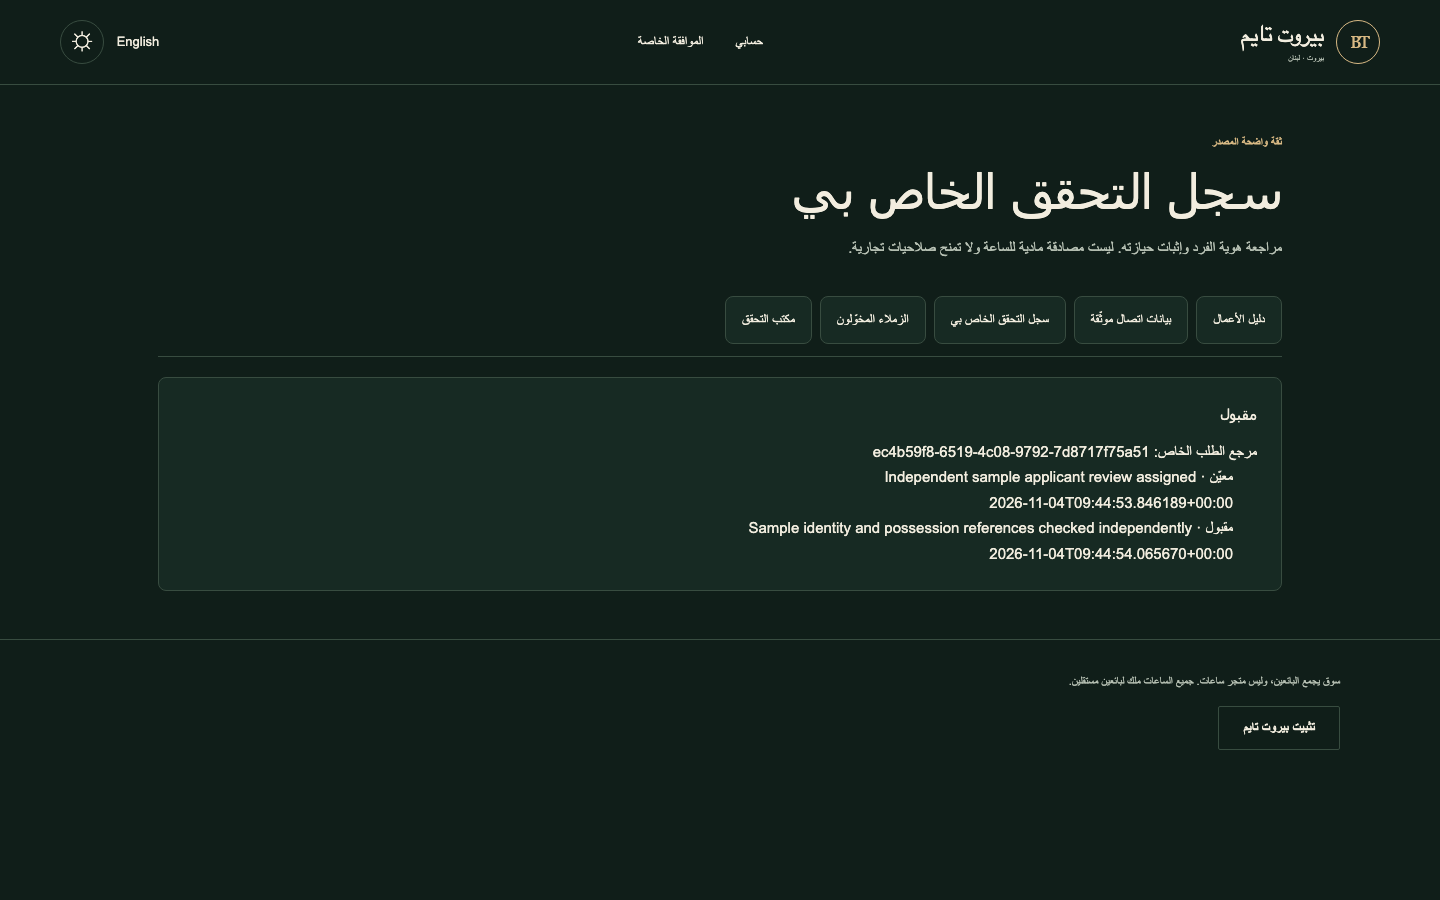 BT
بيروت تايم
بيروت · لبنان
حسابي
الموافقة الخاصة
English
ثقة واضحة المصدر
سجل التحقق الخاص بي
مراجعة هوية الفرد وإثبات حيازته. ليست مصادقة مادية للساعة ولا تمنح صلاحيات تجارية.
دليل الأعمال
بيانات اتصال موثّقة
سجل التحقق الخاص بي
الزملاء المخوّلون
مكتب التحقق
مقبول
مرجع الطلب الخاص: ec4b59f8-6519-4c08-9792-7d8717f75a51
معيّن · Independent sample applicant review assigned
2026-11-04T09:44:53.846189+00:00
مقبول · Sample identity and possession references checked independently
2026-11-04T09:44:54.065670+00:00
سوق يجمع البائعين، وليس متجر ساعات. جميع الساعات ملك لبائعين مستقلين.
تثبيت بيروت تايم